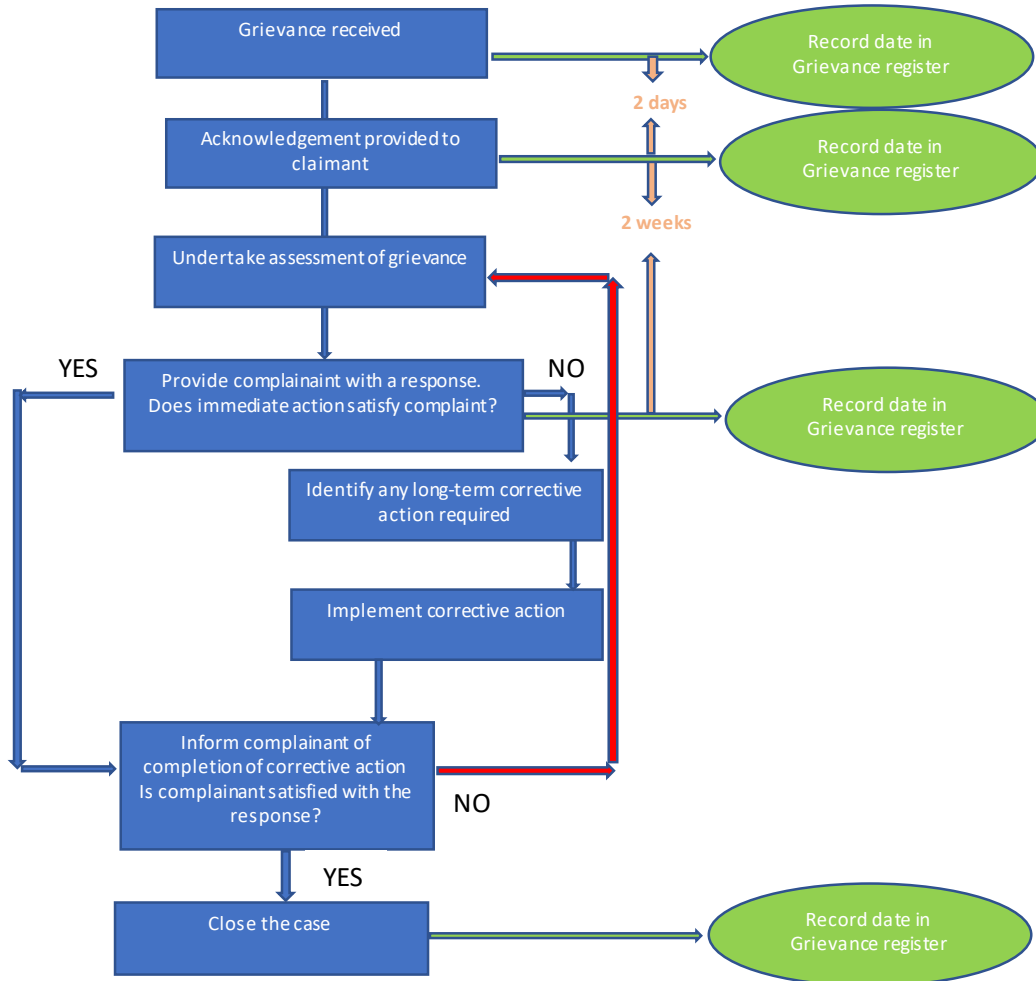 Grievance received
Record date in
Grievance register
2 days
Acknowledgement provided to
claimant
Record date in
Grievance register
2 weeks
Undertake assessment of grievance
YES
NO
Provide complainaint with a response.
Does immediate action satisfy complaint?
Record date in
Grievance register
Identify any long-term corrective
action required
Implement corrective action
Inform complainant of
completion of corrective action
Is complainant satisfied with the
response?
NO
YES
Close the case
Record date in
Grievance register